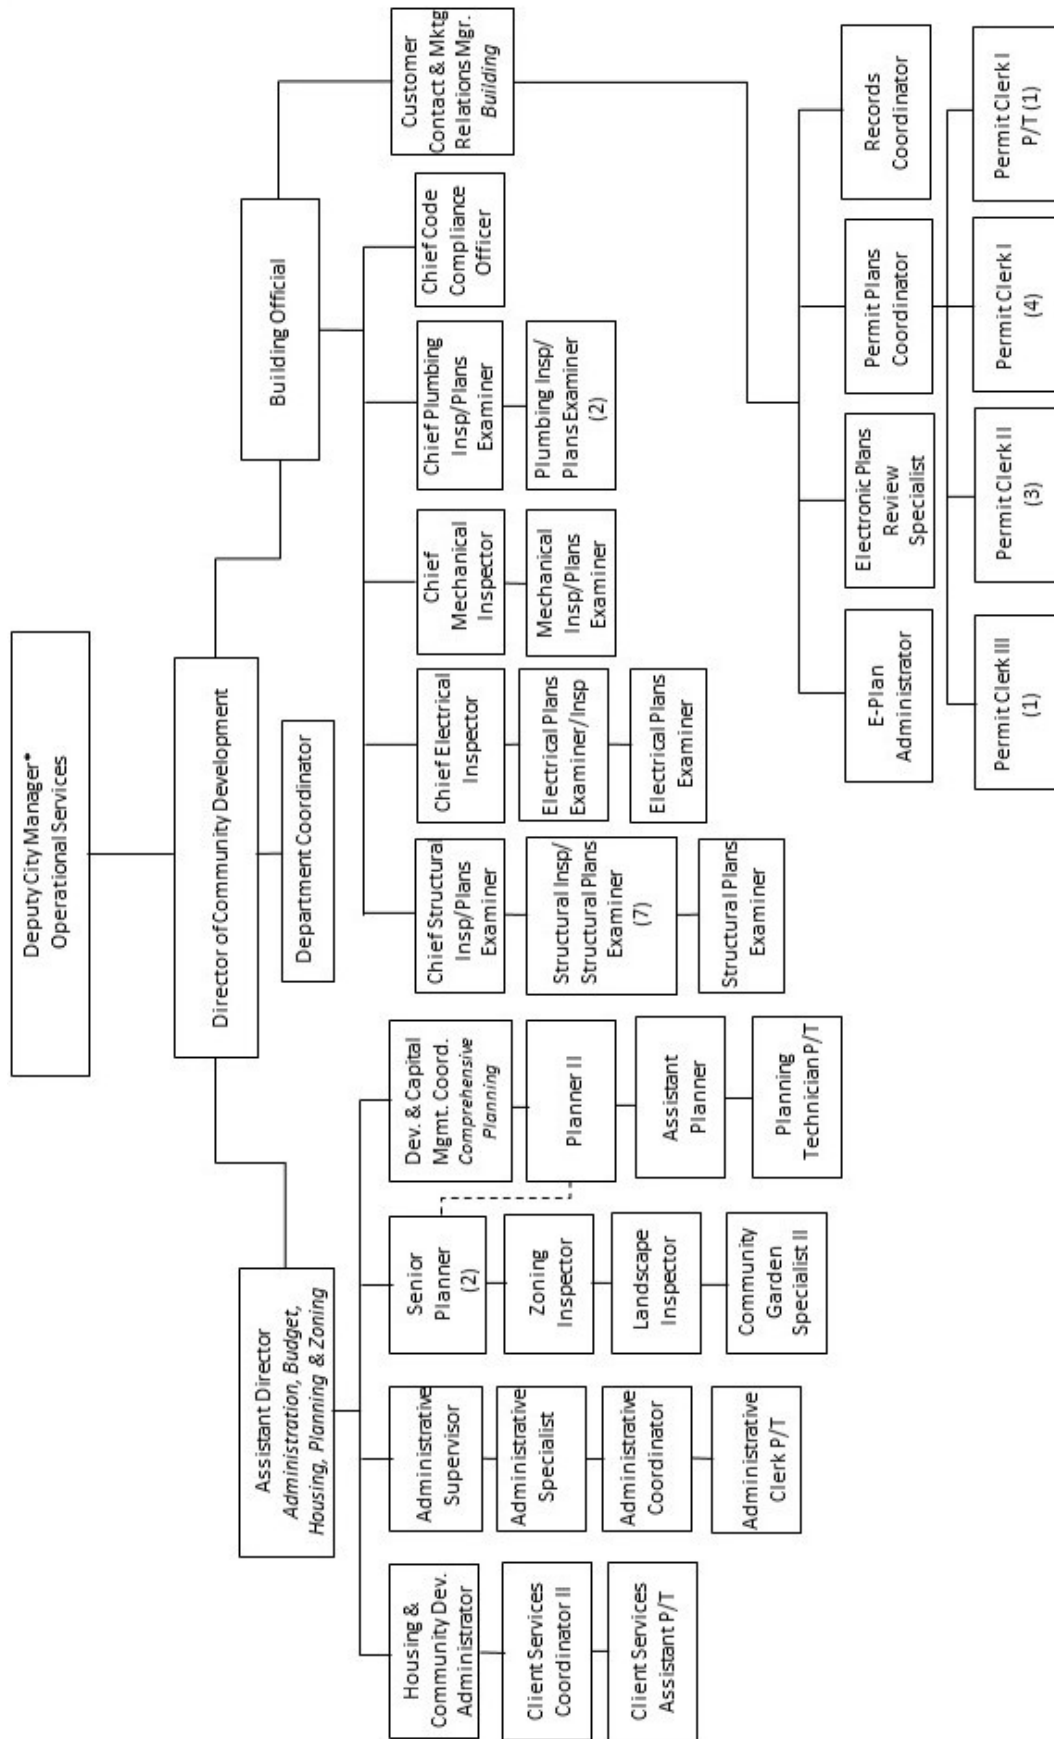 Deputy City Manager*
Operational Services
Director of Community Development
Department Coordinator
Assistant Director
Administration, Budget,
Housing, Planning & Zoning
Building Official
Housing &
Community Dev.
Administrator
Client Services
Coordinator II
Client Services
Assistant P/T
Administrative
Supervisor
Administrative
Specialist
Administrative
Coordinator
Administrative
Clerk P/T
Senior
Planner
(2)
Zoning
Inspector
Landscape
Inspector
Community
Garden
Specialist II
Dev. & Capital
Mgmt. Coord.
Comprehensive
Planning
Planner II
Assistant
Planner
Planning
Technician P/T
Chief Structural
Insp/Plans
Examiner
Structural Insp/
Structural Plans
Examiner
(7)
Structural Plans
Examiner
Chief Electrical
Inspector
Electrical Plans
Examiner/Insp
Electrical Plans
Examiner
Chief
Mechanical
Inspector
Mechanical
Insp/Plans
Examiner
Chief Plumbing
Insp/Plans
Examiner
Plumbing Insp/
Plans Examiner
(2)
Chief Code
Compliance
Officer
Customer
Contact & Mktg
Relations Mgr.
Building
E-Plan
Administrator
Electronic Plans
Review
Specialist
Permit Plans
Coordinator
Records
Coordinator
Permit Clerk III
(1)
Permit Clerk II
(3)
Permit Clerk I
(4)
Permit Clerk I
P/T (1)